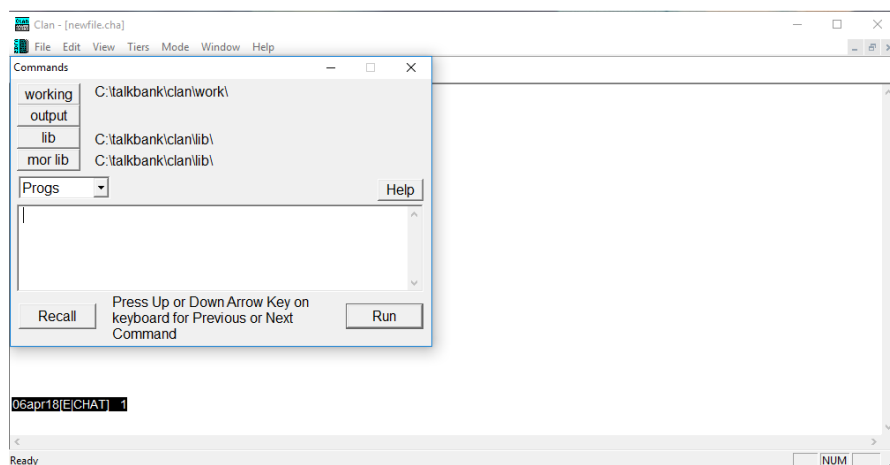 Clan - [newfile.cha]
File Edit View Tiers Mode Window Help
Commands
working C:\talkbank\clan\work\
output
lib C:\talkbank\clan\lib\
mor lib C:\talkbank\clan\lib\
Progs Help
Recall Press Up or Down Arrow Key on
keyboard for Previous or Next
Command
Run
06apr18[E|CHAT] 1
Ready NUM